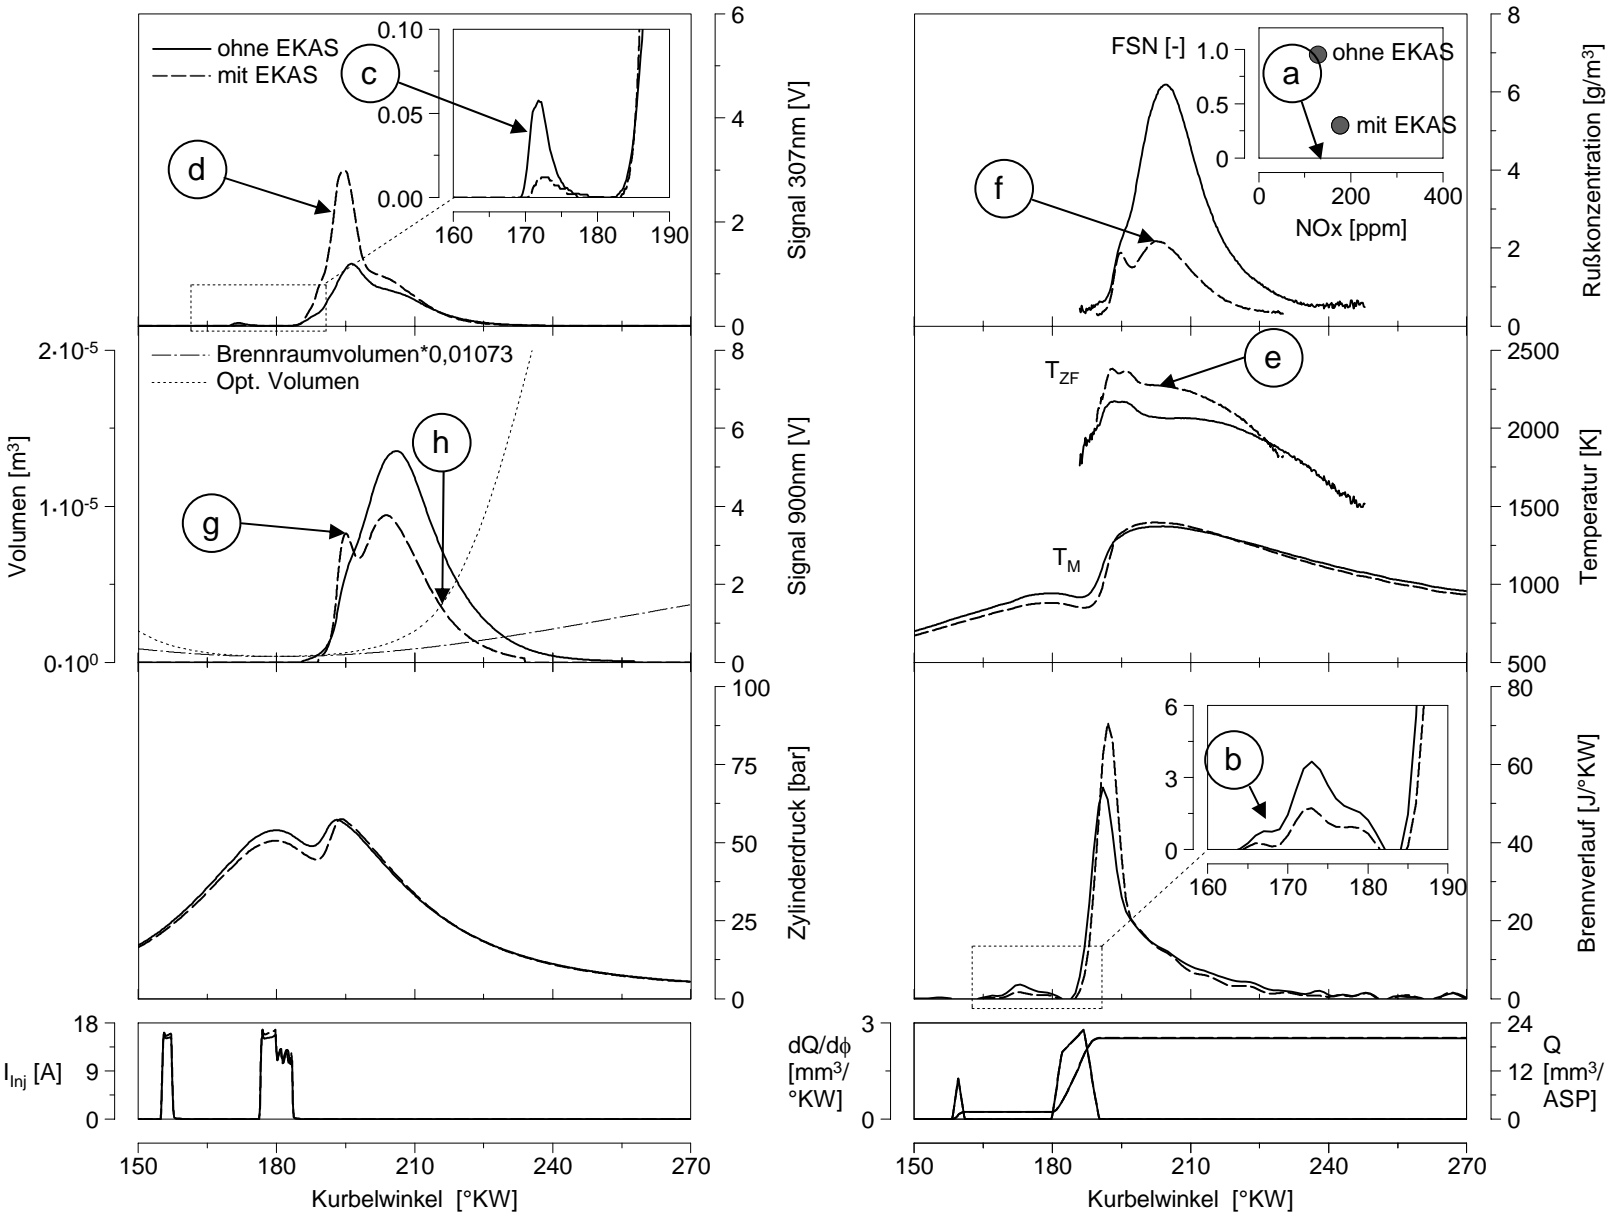 ohne EKAS
mit EKAS
0.10
0.05
0.00
160 170 180 190
c
d
6
4
2
0
Signal 307nm [V]
2.10-5
1.10-5
0.10⁰
Volumen [m³]
Brennraumvolumen*0,01073
Opt. Volumen
g
h
8
6
4
2
0
Signal 900nm [V]
100
75
50
25
0
Zylinderdruck [bar]
18
9
0
IInj [A]
150 180 210 240 270
Kurbelwinkel [°KW]
FSN [-]
1.0
0.5
0
a
ohne EKAS
mit EKAS
0 200 400
NOx [ppm]
f
8
6
4
2
0
Rußkonzentration [g/m³]
TZF
e
TM
2500
2000
1500
1000
500
Temperatur [K]
6
3
0
b
160 170 180 190
80
60
40
20
0
Brennverlauf [J/°KW]
3
0
dQ/dϕ
[mm³/
°KW]
24
12
0
Q
[mm³/
ASP]
150 180 210 240 270
Kurbelwinkel [°KW]